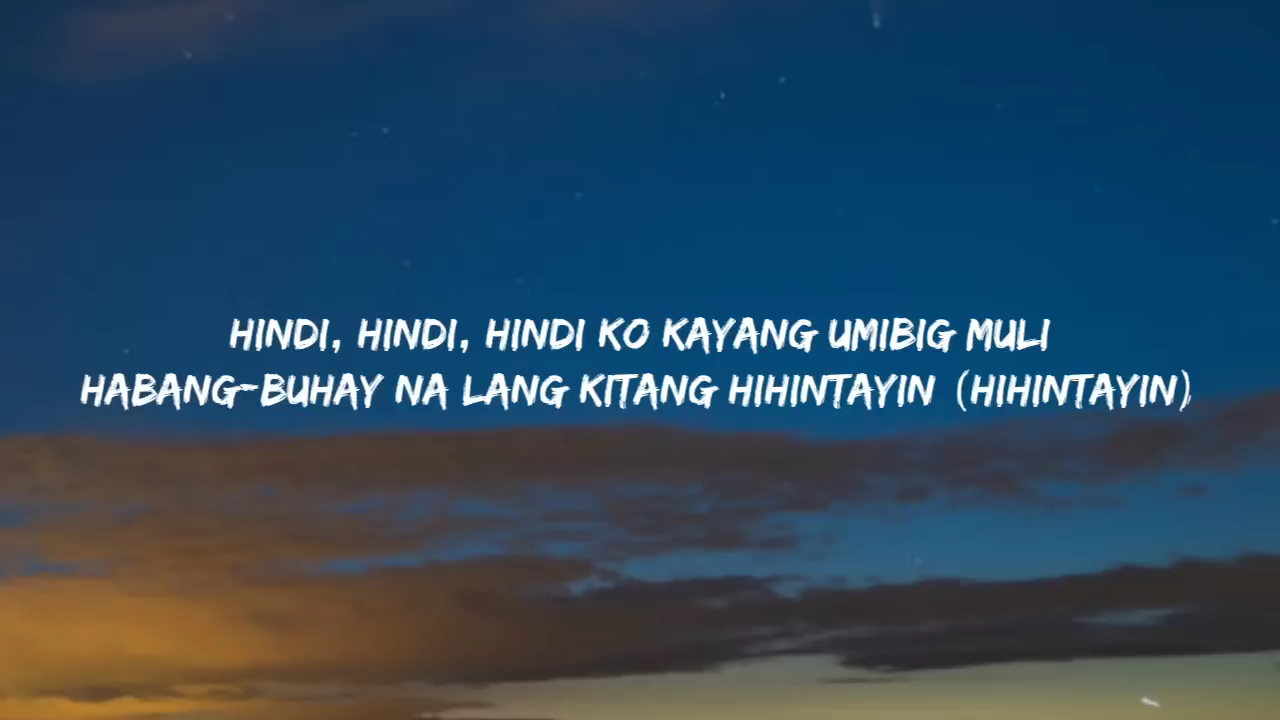 HINDI, HINDI, HINDI KO KAYANG UMIBIG MULI
HABANG-BUHAY NA LANG KITANG HIHINTAYIN (HIHINTAYIN)